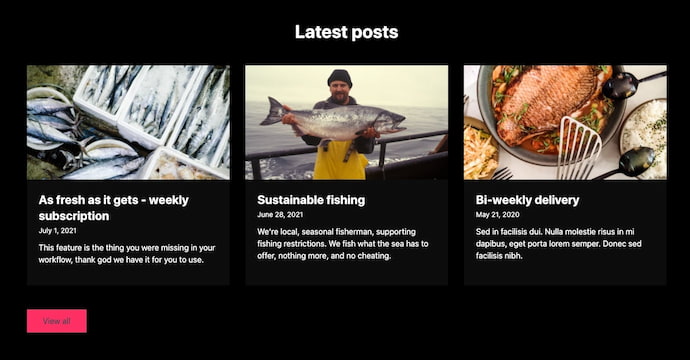 Latest posts
As fresh as it gets - weekly
subscription
July 1, 2021
This feature is the thing you were missing in your
workflow, thank god we have it for you to use.
Sustainable fishing
June 28, 2021
We're local, seasonal fisherman, supporting
fishing restrictions. We fish what the sea has to
offer, nothing more, and no cheating.
Bi-weekly delivery
May 21, 2020
Sed in facilisis dui. Nulla molestie risus in mi
dapibus, eget porta lorem semper. Donec sed
facilisis nibh.
View all